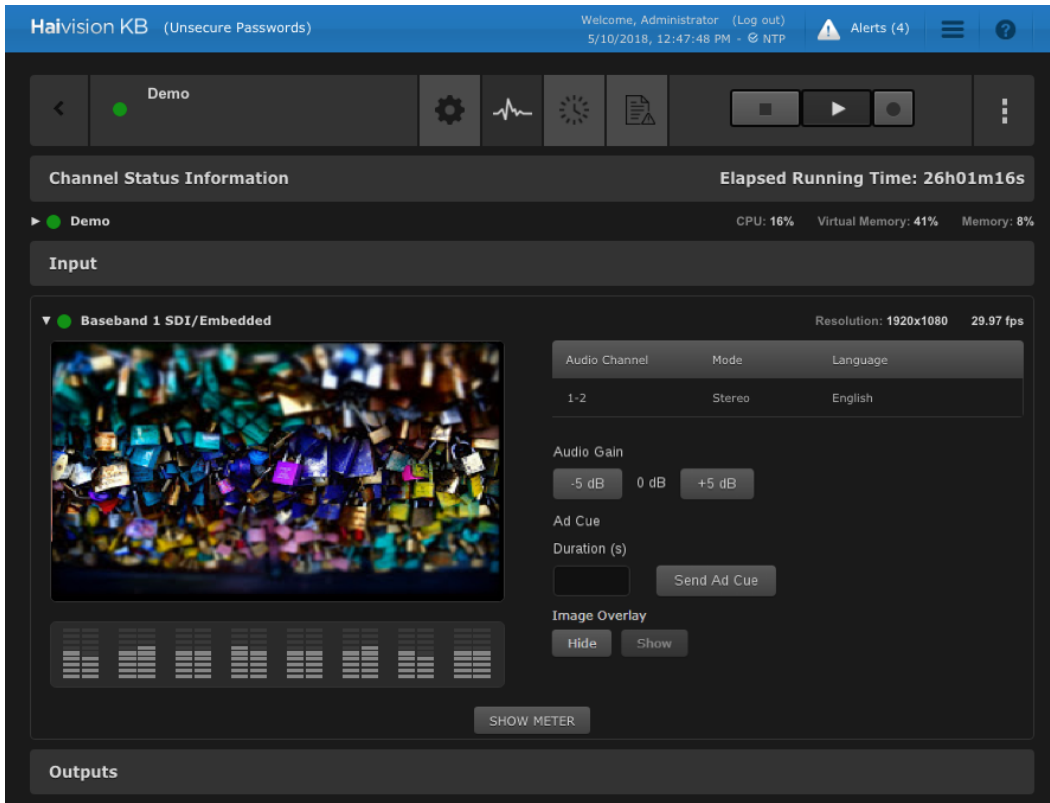 Haivision KB (Unsecure Passwords)
Welcome, Administrator (Log out)
5/10/2018, 12:47:48 PM - NTP
Alerts (4)
?
Demo
Channel Status Information
Elapsed Running Time: 26h01m16s
Demo
CPU: 16% Virtual Memory: 41% Memory: 8%
Input
Baseband 1 SDI/Embedded
Resolution: 1920x1080 29.97 fps
Audio Channel Mode Language
1-2 Stereo English
Audio Gain
-5 dB 0 dB +5 dB
Ad Cue
Duration (s)
Send Ad Cue
Image Overlay
Hide Show
SHOW METER
Outputs